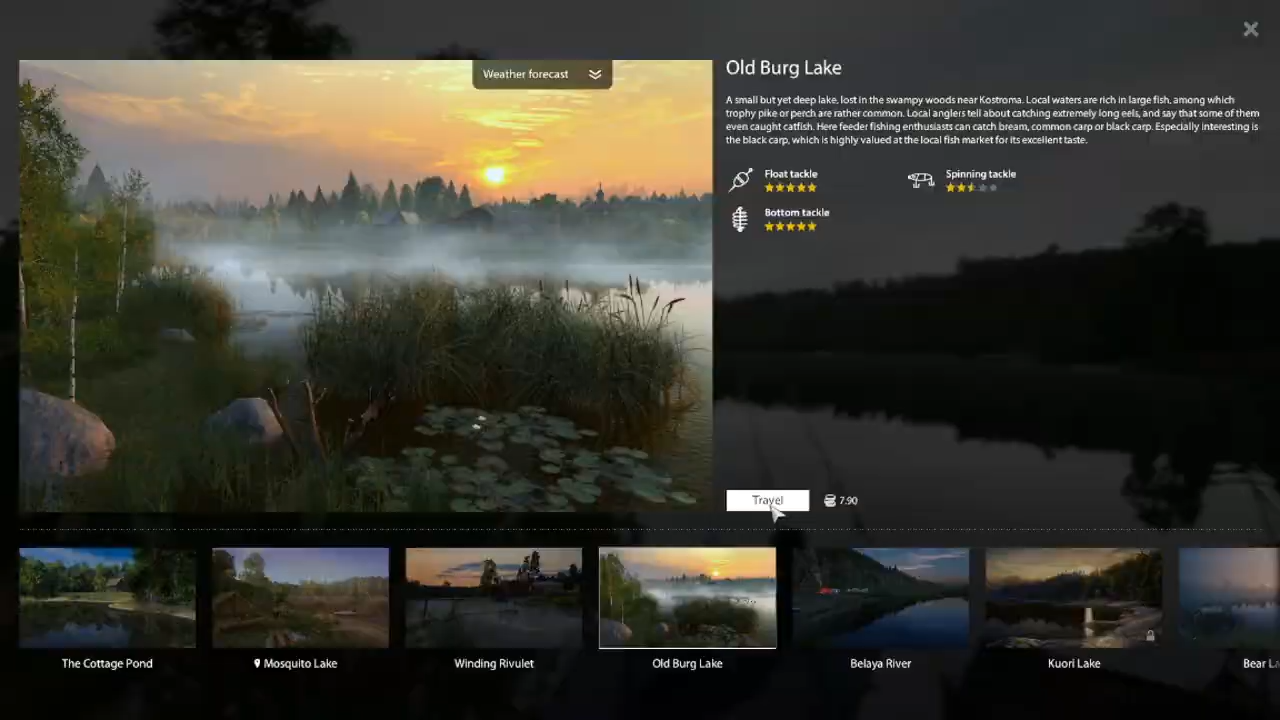 Weather forecast
Old Burg Lake
A small but yet deep lake, lost in the swampy woods near Kostroma. Local waters are rich in large fish, among which
trophy pike or perch are rather common. Local anglers tell about catching extremely long eels, and say that some of them
even caught catfish. Here feeder fishing enthusiasts can catch bream, common carp or black carp. Especially interesting is
the black carp, which is highly valued at the local fish market for its excellent taste.
Float tackle
Spinning tackle
Bottom tackle
Travel
7.90
The Cottage Pond
Mosquito Lake
Winding Rivulet
Old Burg Lake
Belaya River
Kuori Lake
Bear La